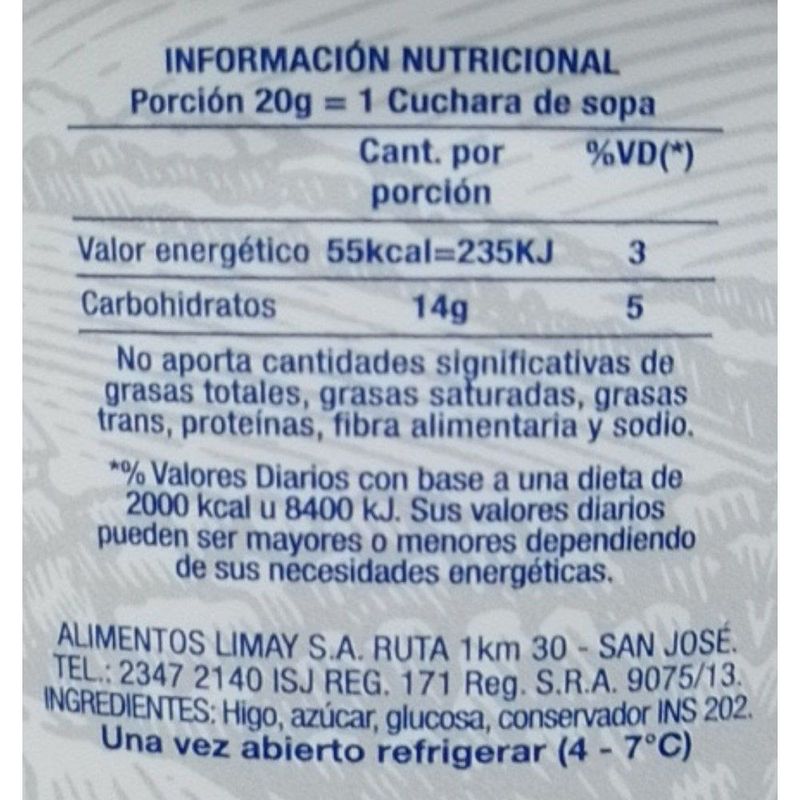 INFORMACIÓN NUTRICIONAL
Porción 20g = 1 Cuchara de sopa
Cant. por porción %VD(*)
Valor energético 55kcal=235KJ 3
Carbohidratos 14g 5
No aporta cantidades significativas de
grasas totales, grasas saturadas, grasas
trans, proteínas, fibra alimentaria y sodio.
*% Valores Diarios con base a una dieta de
2000 kcal u 8400 kJ. Sus valores diarios
pueden ser mayores o menores dependiendo
de sus necesidades energéticas.
ALIMENTOS LIMAY S.A. RUTA 1km 30 - SAN JOSÉ.
TEL.: 2347 2140 ISJ REG. 171 Reg. S.R.A. 9075/13.
INGREDIENTES: Higo, azúcar, glucosa, conservador INS 202.
Una vez abierto refrigerar (4 - 7°C)